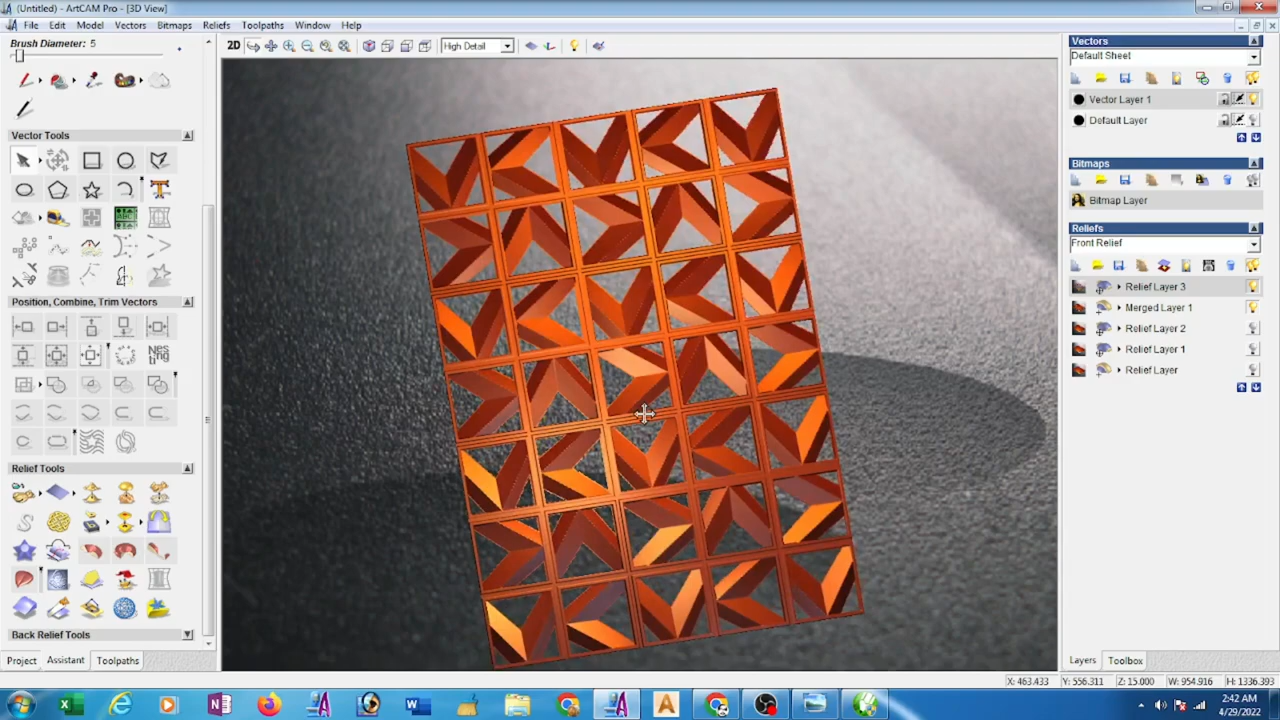 (Untitled) - ArtCAM Pro - [3D View]
File Edit Model Vectors Bitmaps Reliefs Toolpaths Window Help
Brush Diameter: 5
2D
High Detail
Vector Tools
Position, Combine, Trim Vectors
Relief Tools
Back Relief Tools
Project Assistant Toolpaths
Vectors
Default Sheet
Vector Layer 1
Default Layer
Bitmaps
Bitmap Layer
Reliefs
Front Relief
Relief Layer 3
Merged Layer 1
Relief Layer 2
Relief Layer 1
Relief Layer
Layers Toolbox
X: 463.433 Y: 556.311 Z: 15.000 W: 954.916 H: 1336.393
2:42 AM
4/29/2022